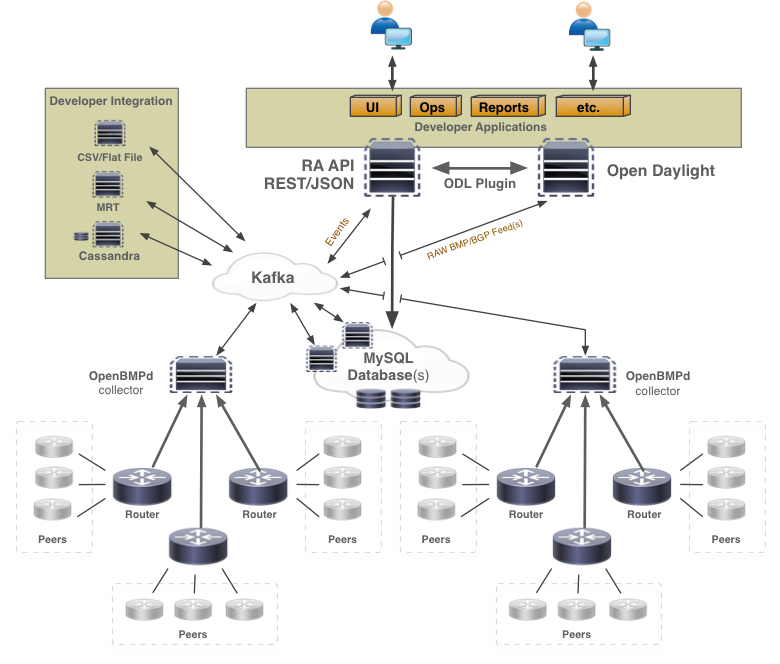 UI
Ops
Reports
etc.
Developer Applications
Developer Integration
CSV/Flat File
MRT
Cassandra
RA API
REST/JSON
ODL Plugin
Open Daylight
Events
RAW BMP/BGP Feed(s)
Kafka
MySQL
Database(s)
OpenBMPd
collector
OpenBMPd
collector
Router
Router
Router
Router
Peers
Peers
Peers
Peers
Peers
Peers